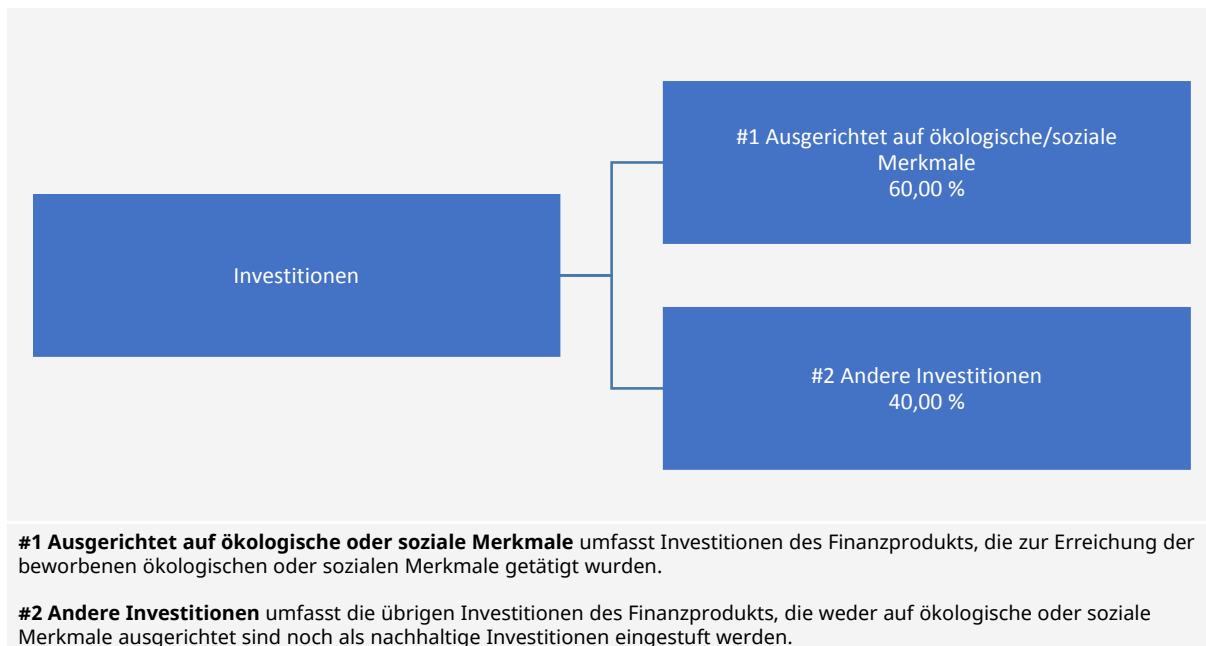 #1 Ausgerichtet auf ökologische/soziale
Merkmale
60,00 %
Investitionen
#2 Andere Investitionen
40,00 %
#1 Ausgerichtet auf ökologische oder soziale Merkmale umfasst Investitionen des Finanzprodukts, die zur Erreichung der
beworbenen ökologischen oder sozialen Merkmale getätigt wurden.
#2 Andere Investitionen umfasst die übrigen Investitionen des Finanzprodukts, die weder auf ökologische oder soziale
Merkmale ausgerichtet sind noch als nachhaltige Investitionen eingestuft werden.